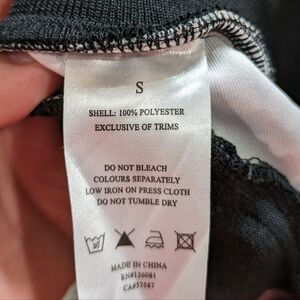 S
SHELL: 100% POLYESTER
EXCLUSIVE OF TRIMS
DO NOT BLEACH
COLOURS SEPARATELY
LOW IRON ON PRESS CLOTH
DO NOT TUMBLE DRY
MADE IN CHINA
RN#126081
CA#57587